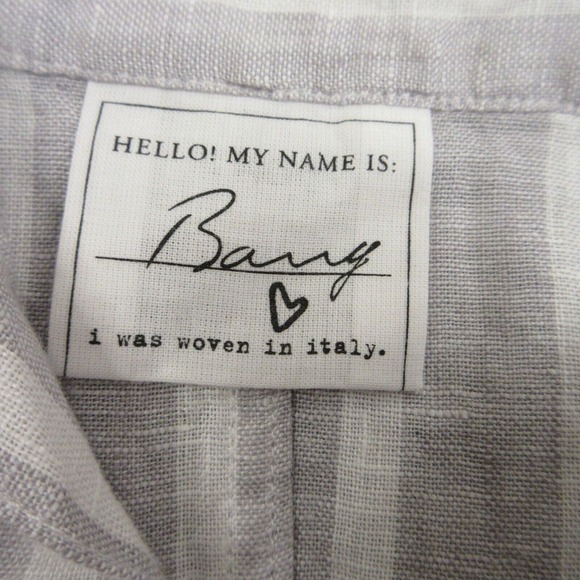 HELLO! MY NAME IS:
Barry
i was woven in italy.